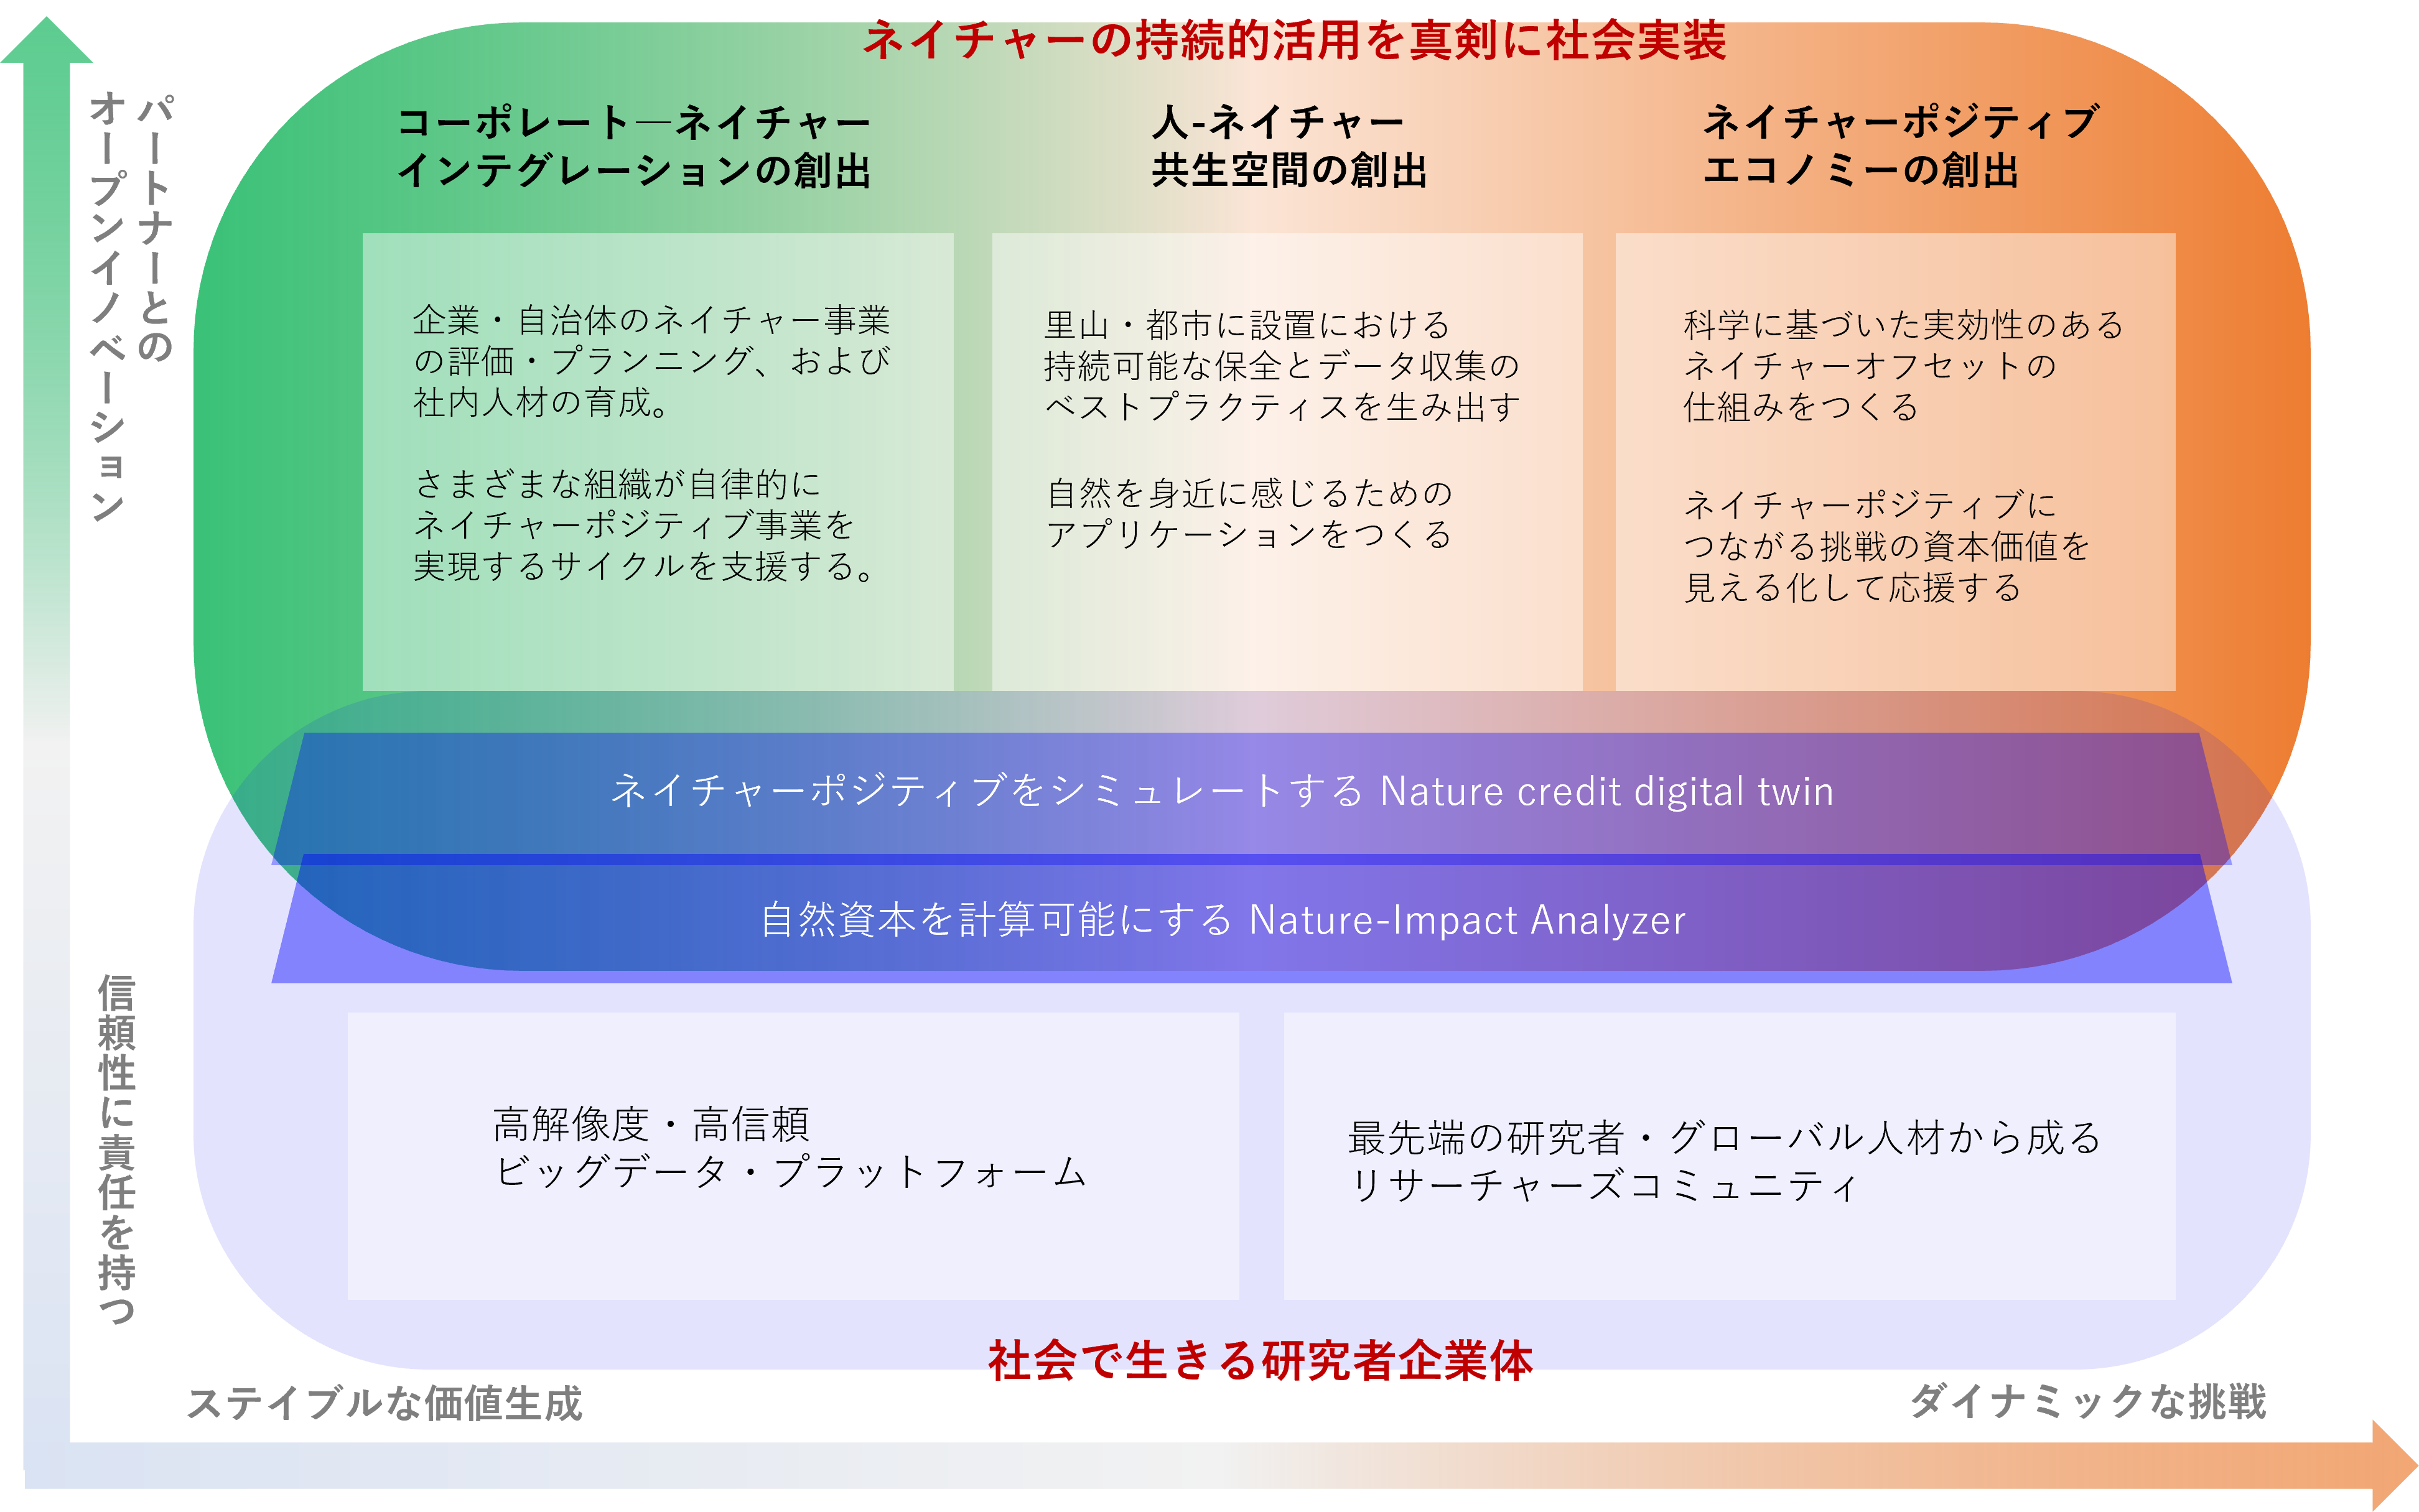 ネイチャーの持続的活用を真剣に社会実装
パートナーとの
オープンイノベーション
コーポレート―ネイチャー
インテグレーションの創出
企業・自治体のネイチャー事業
の評価・プランニング、および
社内人材の育成。
さまざまな組織が自律的に
ネイチャーポジティブ事業を
実現するサイクルを支援する。
人-ネイチャー
共生空間の創出
里山・都市に設置における
持続可能な保全とデータ収集の
ベストプラクティスを生み出す
自然を身近に感じるための
アプリケーションをつくる
ネイチャーポジティブ
エコノミーの創出
科学に基づいた実効性のある
ネイチャーオフセットの
仕組みをつくる
ネイチャーポジティブに
つながる挑戦の資本価値を
見える化して応援する
ネイチャーポジティブをシミュレートする Nature credit digital twin
自然資本を計算可能にする Nature-Impact Analyzer
信頼性に責任を持つ
高解像度・高信頼
ビッグデータ・プラットフォーム
最先端の研究者・グローバル人材から成る
リサーチャーズコミュニティ
社会で生きる研究者企業体
ステイブルな価値生成
ダイナミックな挑戦